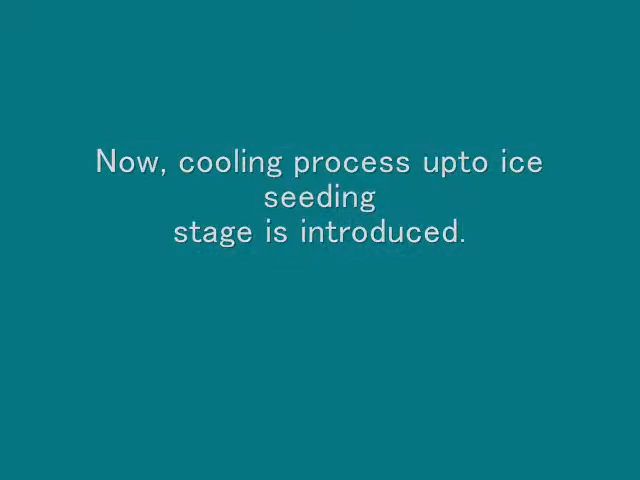 Now, cooling process upto ice
seeding
stage is introduced.